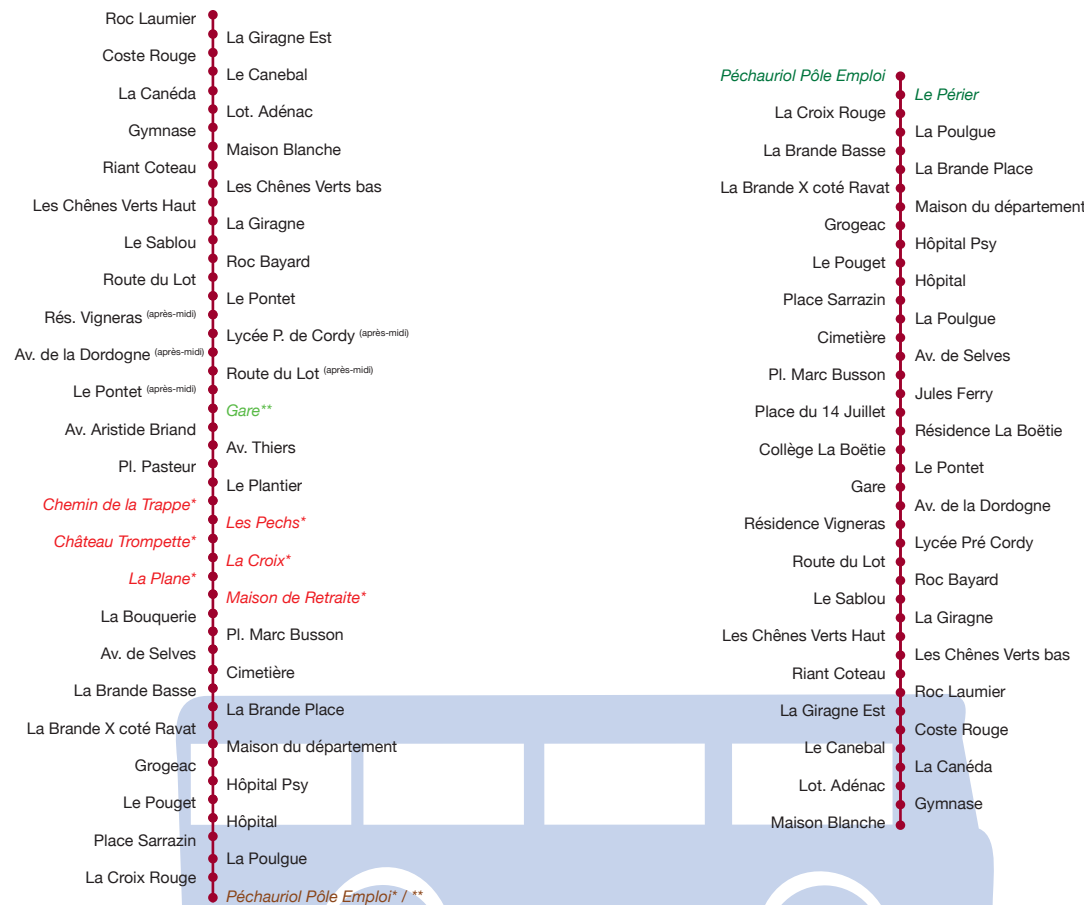 Roc Laumier
La Giragne Est
Coste Rouge
Le Canebal
La Canéda
Lot. Adénac
Gymnase
Maison Blanche
Riant Coteau
Les Chênes Verts bas
Les Chênes Verts Haut
La Giragne
Le Sablou
Roc Bayard
Route du Lot
Le Pontet
Rés. Vigneras (après-midi)
Lycée P. de Cordy (après-midi)
Av. de la Dordogne (après-midi)
Route du Lot (après-midi)
Le Pontet (après-midi)
Gare**
Av. Aristide Briand
Av. Thiers
Pl. Pasteur
Le Plantier
Chemin de la Trappe*
Les Pechs*
Château Trompette*
La Croix*
La Plane*
Maison de Retraite*
La Bouquerie
Pl. Marc Busson
Av. de Selves
Cimetière
La Brande Basse
La Brande Place
La Brande X coté Ravat
Maison du département
Grogeac
Hôpital Psy
Le Pouget
Hôpital
Place Sarrazin
La Poulgue
La Croix Rouge
Péchauriol Pôle Emploi* / **
Péchauriol Pôle Emploi
Le Périer
La Croix Rouge
La Poulgue
La Brande Basse
La Brande Place
La Brande X coté Ravat
Maison du département
Grogeac
Hôpital Psy
Le Pouget
Hôpital
Place Sarrazin
La Poulgue
Cimetière
Av. de Selves
Pl. Marc Busson
Jules Ferry
Place du 14 Juillet
Résidence La Boëtie
Collège La Boëtie
Le Pontet
Gare
Av. de la Dordogne
Résidence Vigneras
Lycée Pré Cordy
Route du Lot
Roc Bayard
Le Sablou
La Giragne
Les Chênes Verts Haut
Les Chênes Verts bas
Riant Coteau
Roc Laumier
La Giragne Est
Coste Rouge
Le Canebal
La Canéda
Lot. Adénac
Gymnase
Maison Blanche